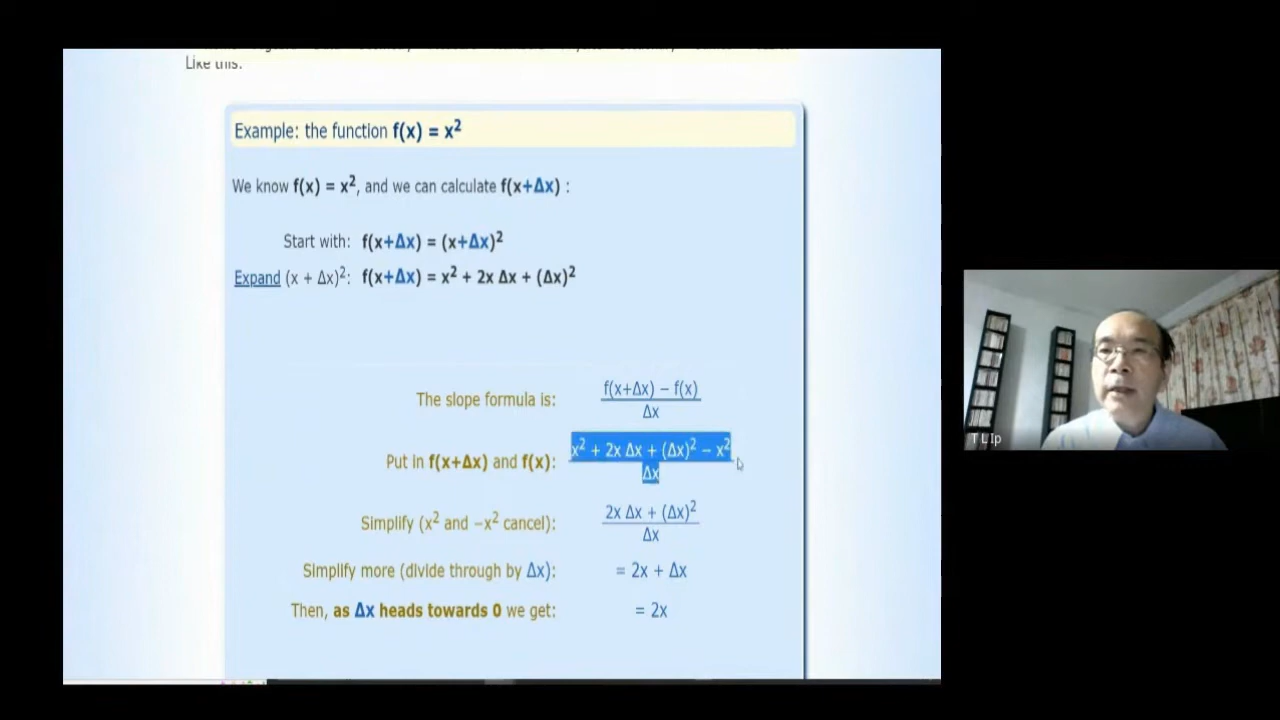 Like this:
Example: the function f(x) = x²
We know f(x) = x², and we can calculate f(x+Δx) :
Start with: f(x+Δx) = (x+Δx)²
Expand (x + Δx)²: f(x+Δx) = x² + 2x Δx + (Δx)²
The slope formula is: f(x+Δx) − f(x)
Δx
Put in f(x+Δx) and f(x): x² + 2x Δx + (Δx)² − x²
Δx
Simplify (x² and −x² cancel): 2x Δx + (Δx)²
Δx
Simplify more (divide through by Δx): = 2x + Δx
Then, as Δx heads towards 0 we get: = 2x
T L Ip